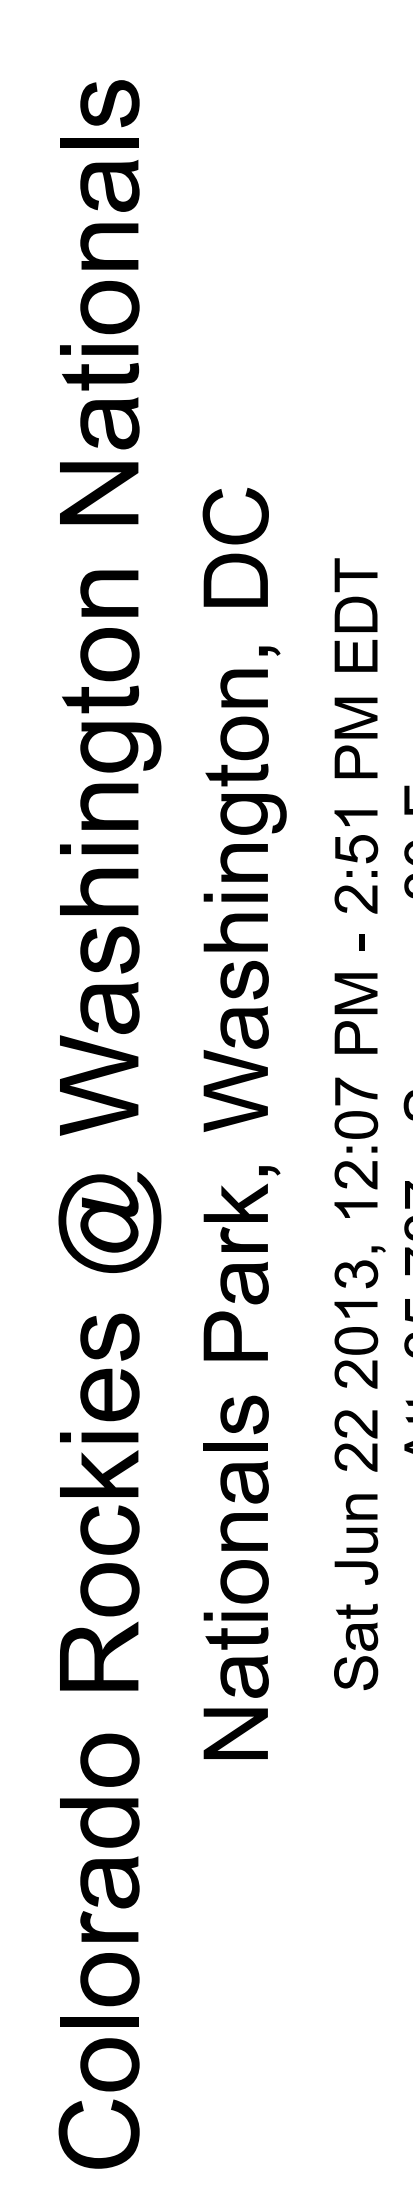 Colorado Rockies @ Washington Nationals
Nationals Park, Washington, DC
Sat Jun 22 2013, 12:07 PM - 2:51 PM EDT